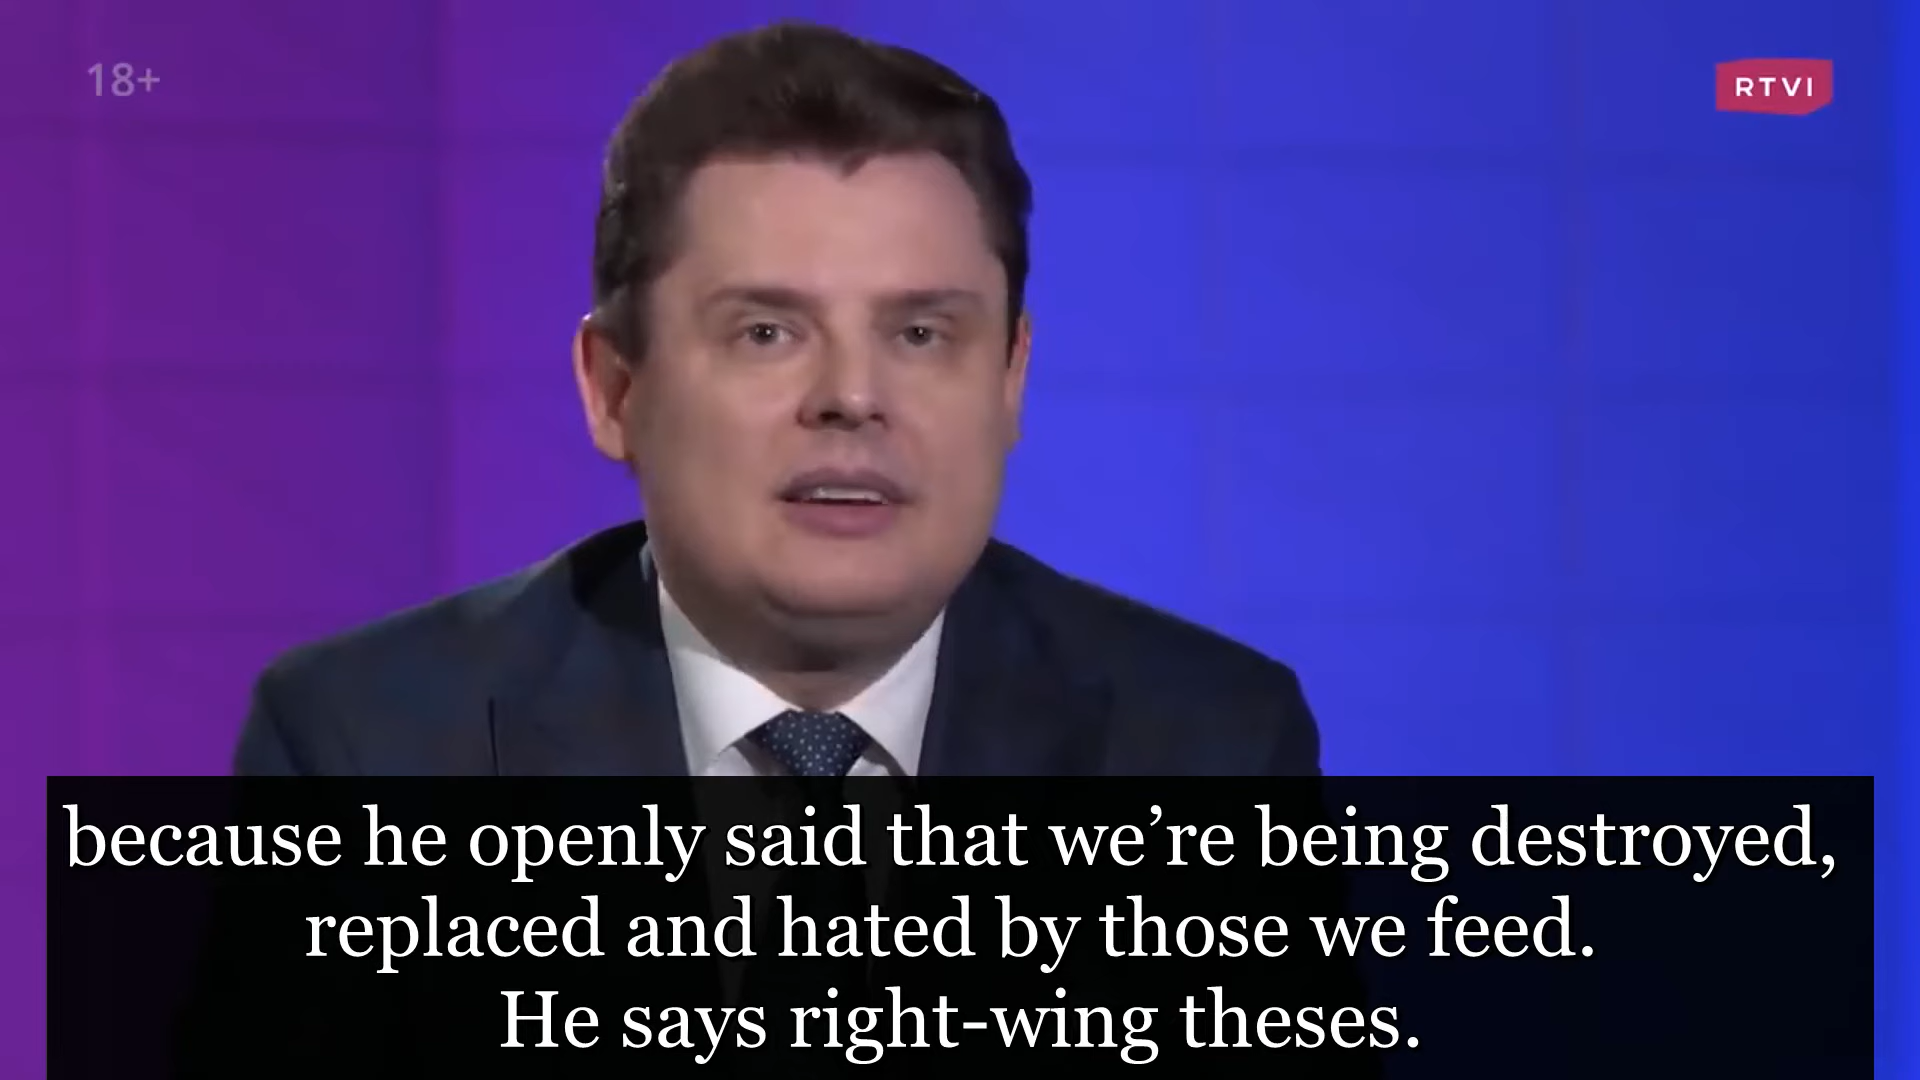 18+
RTVI
because he openly said that we’re being destroyed,
replaced and hated by those we feed.
He says right-wing theses.